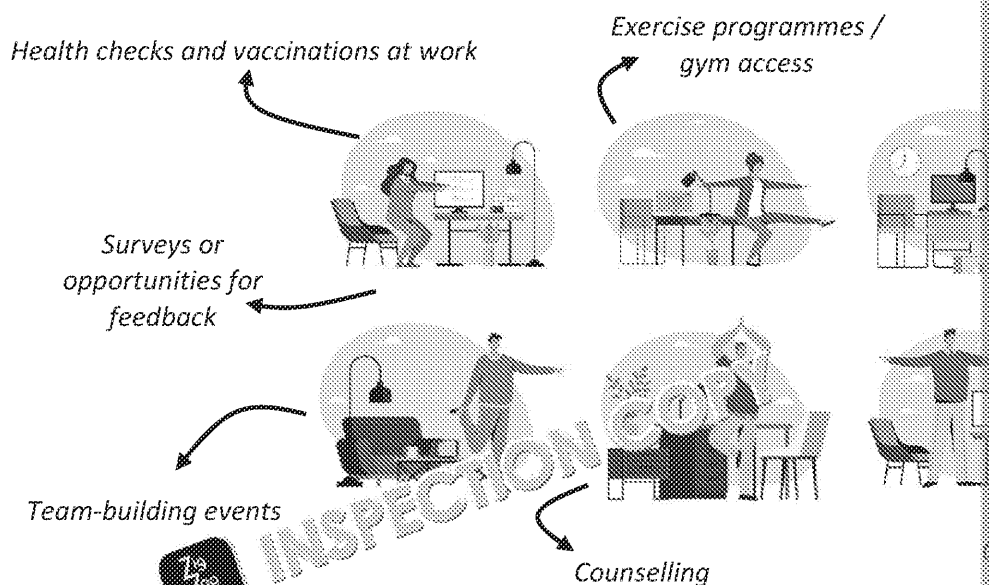 Exercise programmes /
gym access
Health checks and vaccinations at work
Surveys or
opportunities for
feedback
Team-building events
INSPECTION COPY
Counselling